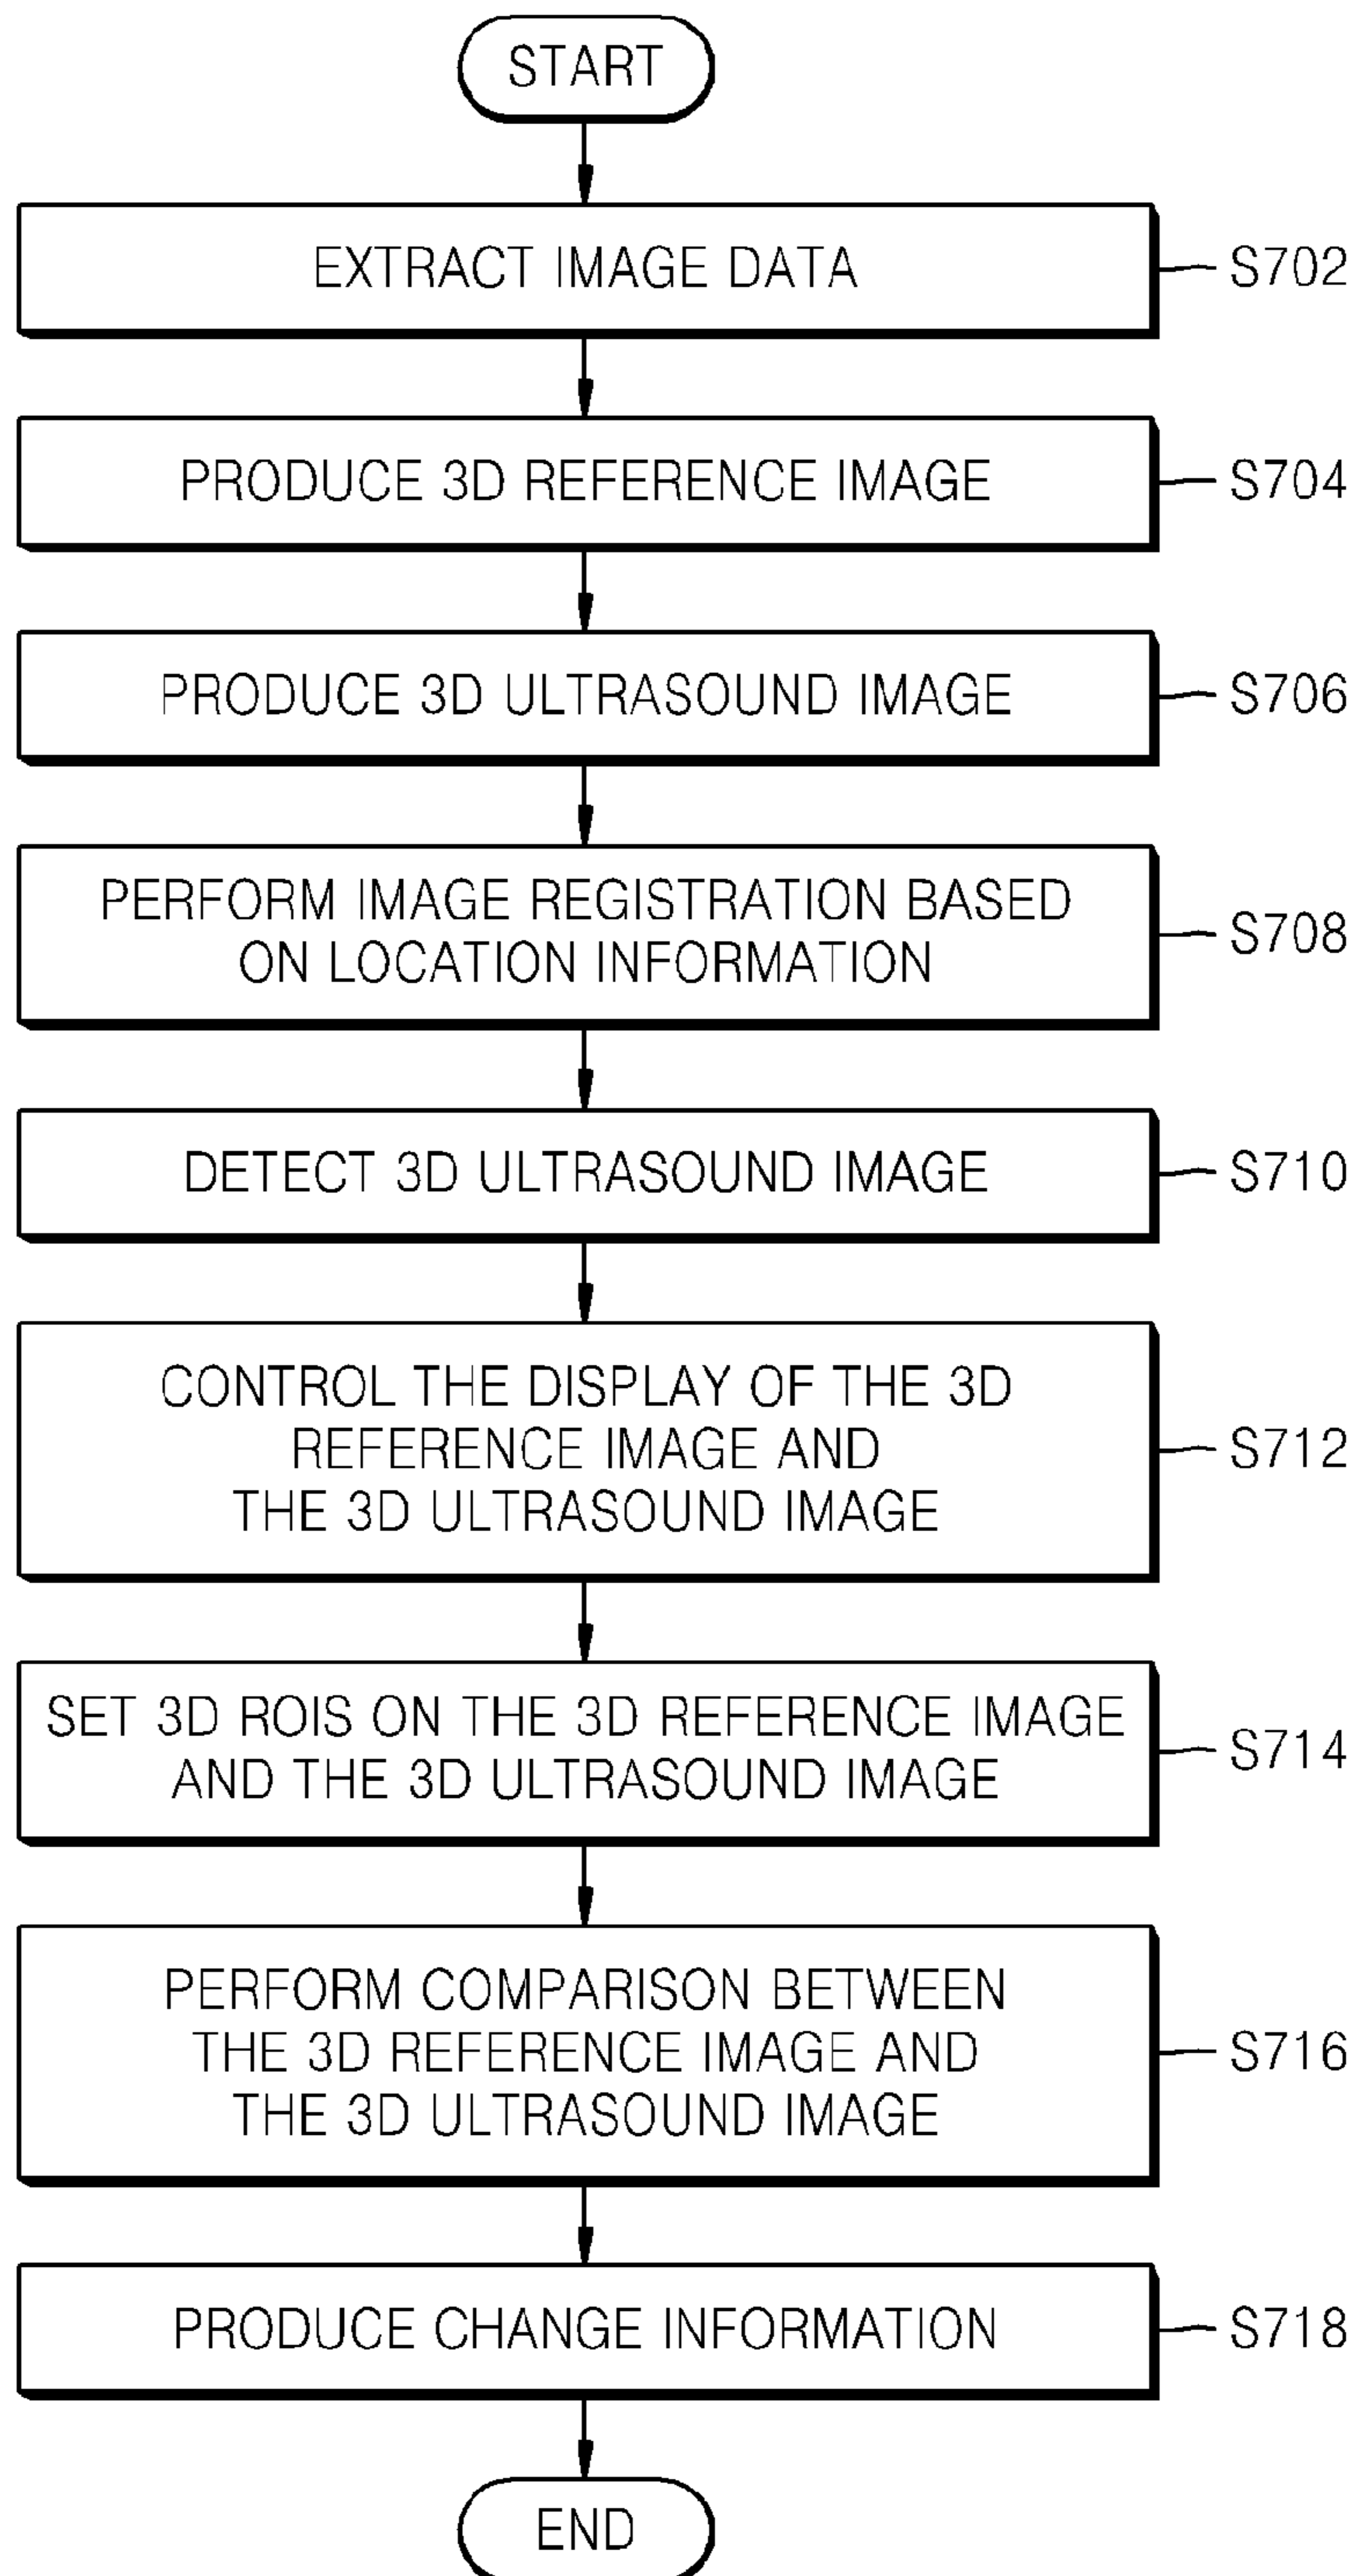 START
EXTRACT IMAGE DATA
S702
PRODUCE 3D REFERENCE IMAGE
S704
PRODUCE 3D ULTRASOUND IMAGE
S706
PERFORM IMAGE REGISTRATION BASED
ON LOCATION INFORMATION
S708
DETECT 3D ULTRASOUND IMAGE
S710
CONTROL THE DISPLAY OF THE 3D
REFERENCE IMAGE AND
THE 3D ULTRASOUND IMAGE
S712
SET 3D ROIS ON THE 3D REFERENCE IMAGE
AND THE 3D ULTRASOUND IMAGE
S714
PERFORM COMPARISON BETWEEN
THE 3D REFERENCE IMAGE AND
THE 3D ULTRASOUND IMAGE
S716
PRODUCE CHANGE INFORMATION
S718
END